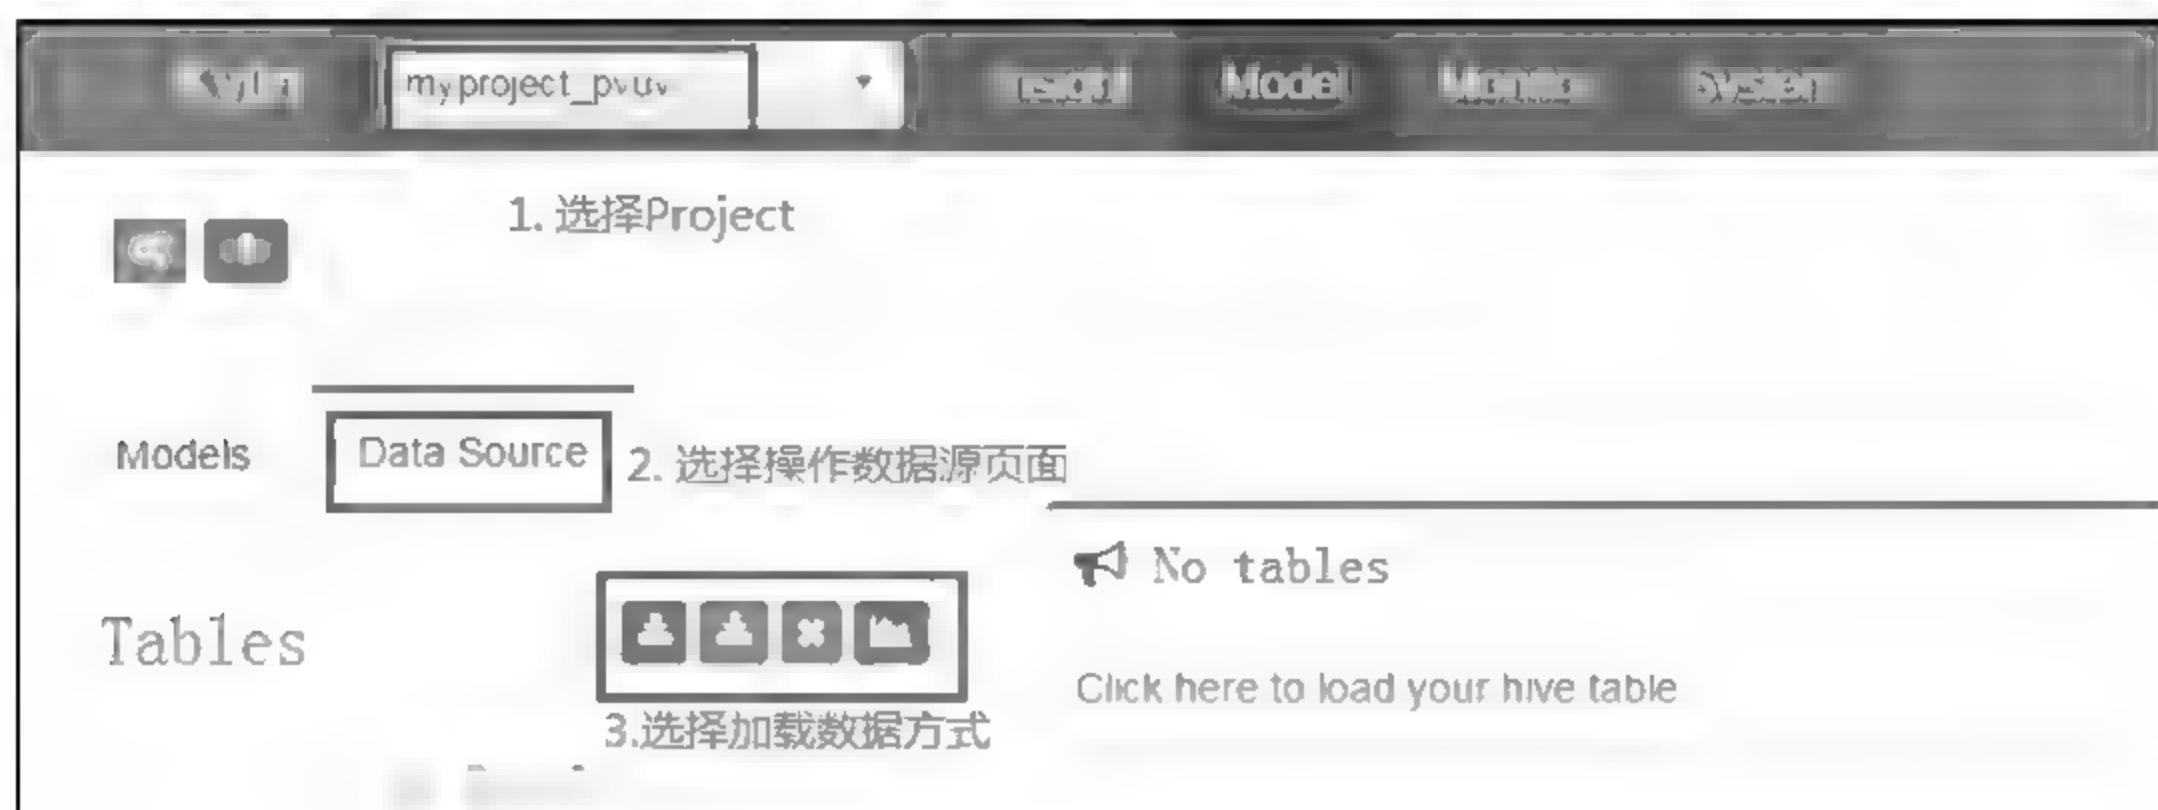 myproject_pvuv Model Monitor System
1. 选择Project
Models Data Source 2. 选择操作数据源页面
No tables
Tables
Click here to load your hive table
3.选择加载数据方式